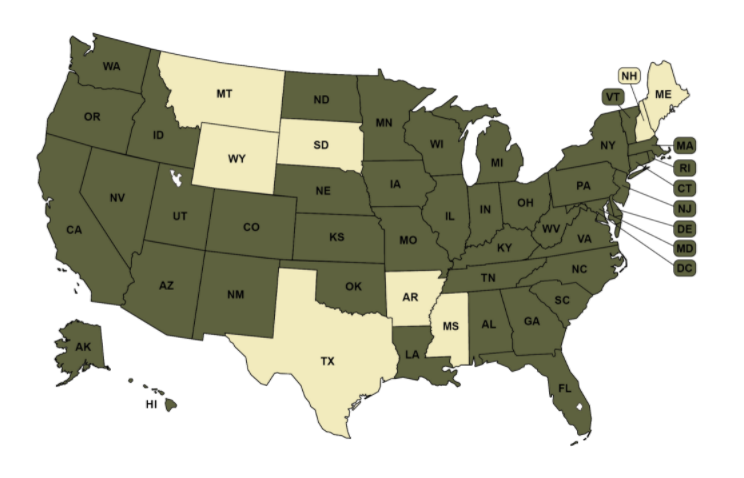 WA
MT
ND
MN
NH
ME
VT
OR
ID
SD
WI
MI
NY
MA
WY
RI
CT
NE
IA
PA
NJ
NV
UT
CO
IL
IN
OH
DE
MD
DC
CA
KS
MO
WV
VA
KY
AZ
NM
OK
TN
NC
AR
SC
MS
AL
GA
AK
TX
LA
FL
HI